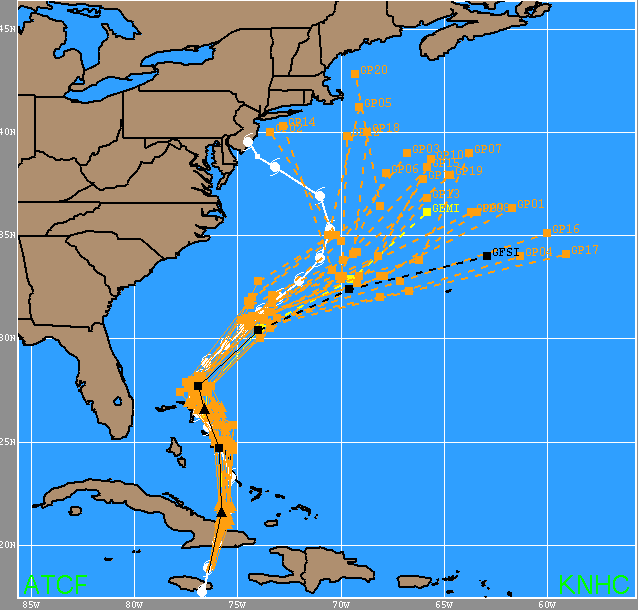 45N
GP20
GP05
40N
GP14
GP18
GP03
GP07
GP06
GP19
GEMI
GP01
35N
GP16
GFSI
GP04
GP17
30N
25N
20N
ATCF
KNHC
85W
80W
75W
70W
65W
60W